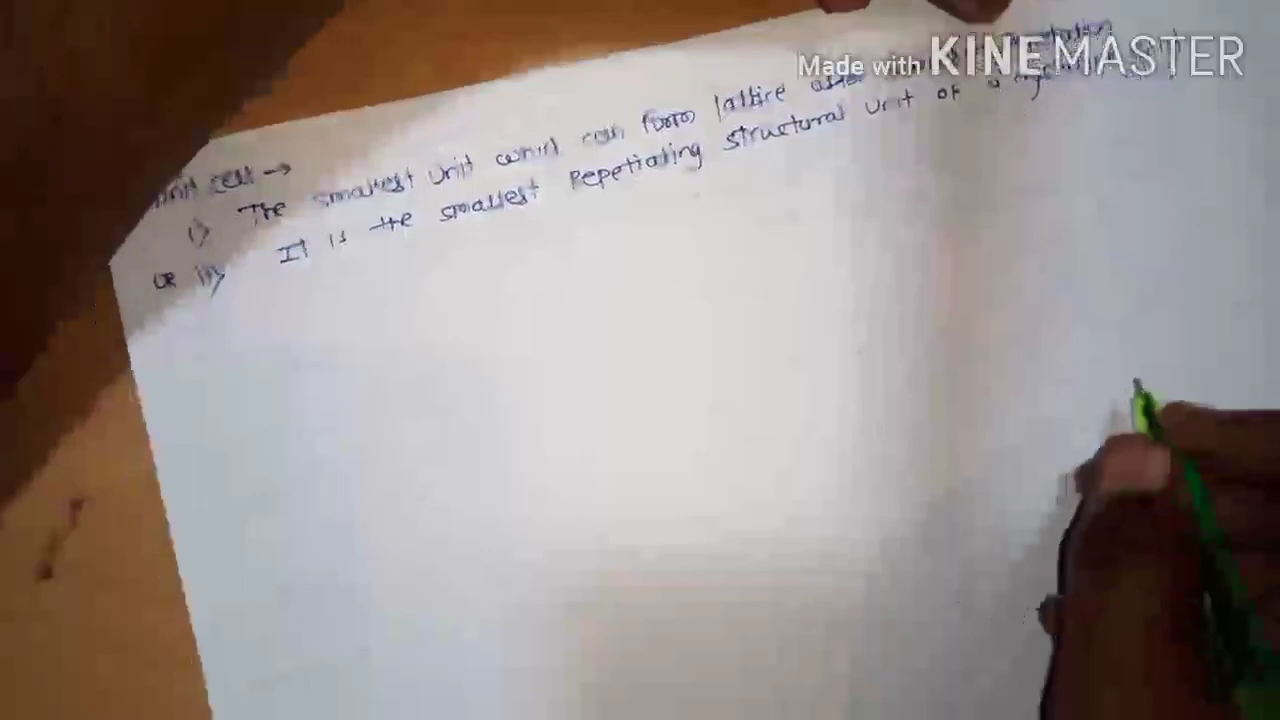 Made with KINEMASTER
Unit cell →
i) The smallest Unit which can form lattice
OR ii) It is the smallest Repetiating structural Unit of a